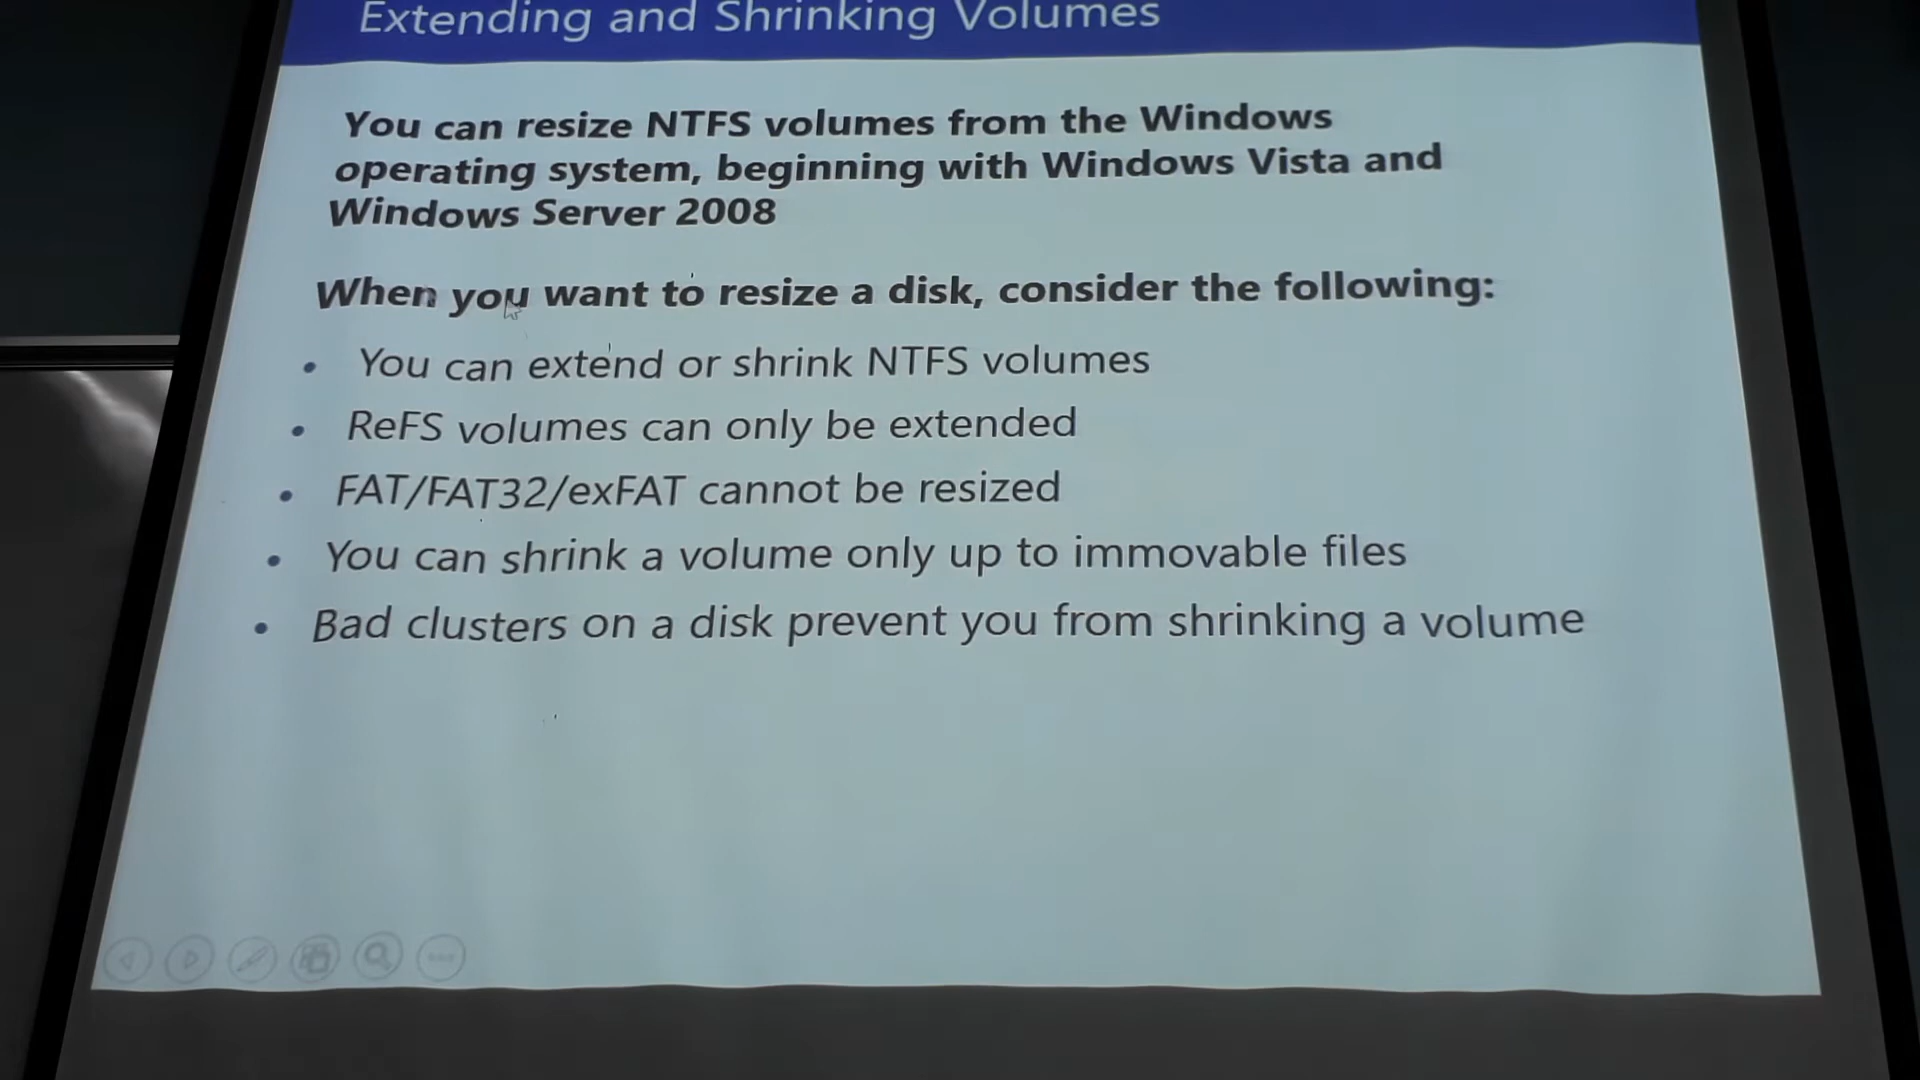 Extending and Shrinking Volumes
You can resize NTFS volumes from the Windows
operating system, beginning with Windows Vista and
Windows Server 2008
When you want to resize a disk, consider the following:
• You can extend or shrink NTFS volumes
• ReFS volumes can only be extended
• FAT/FAT32/exFAT cannot be resized
• You can shrink a volume only up to immovable files
• Bad clusters on a disk prevent you from shrinking a volume